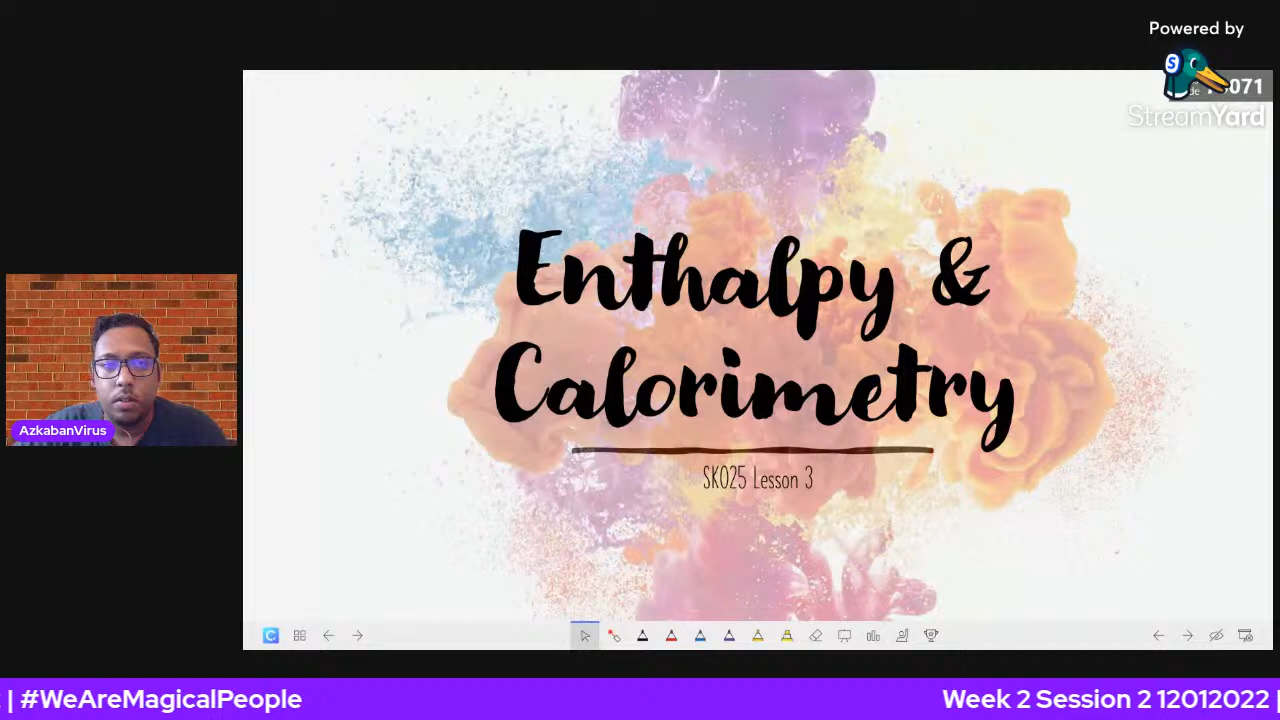 Powered by
071
StreamYard
Enthalpy &
Calorimetry
SK025 Lesson 3
AzkabanVirus
| #WeAreMagicalPeople
Week 2 Session 2 12012022 |